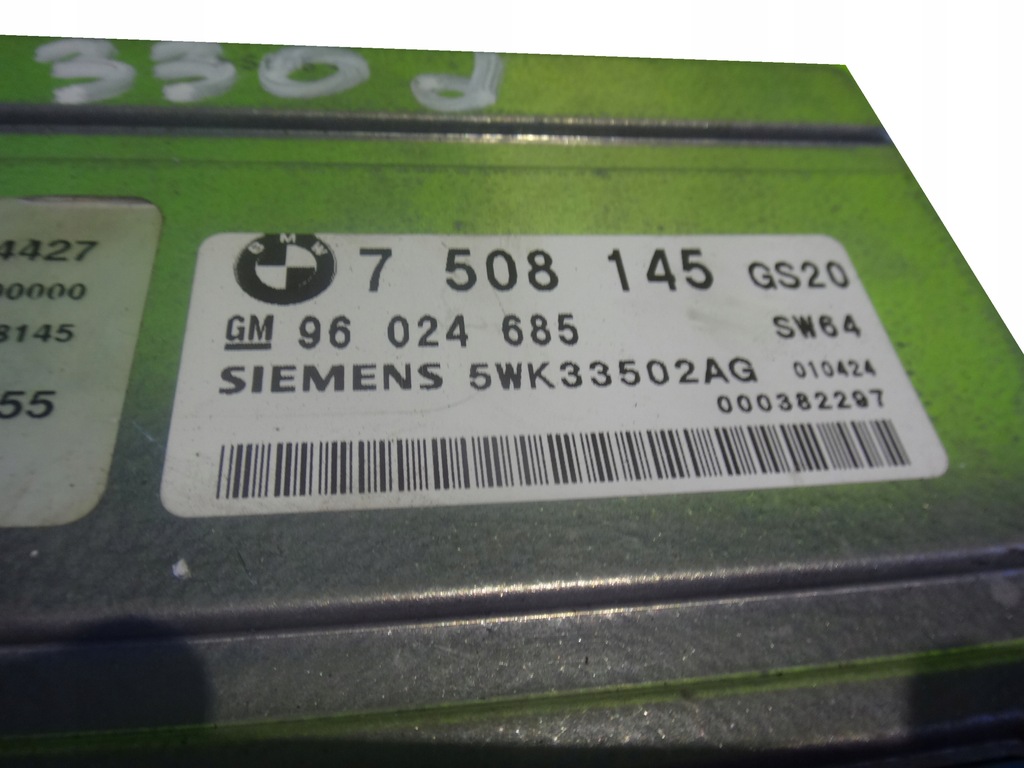 330d
4427
00000
8145
55
BMW 7 508 145 GS20
GM 96 024 685 SW64
SIEMENS 5WK33502AG 010424
000382297